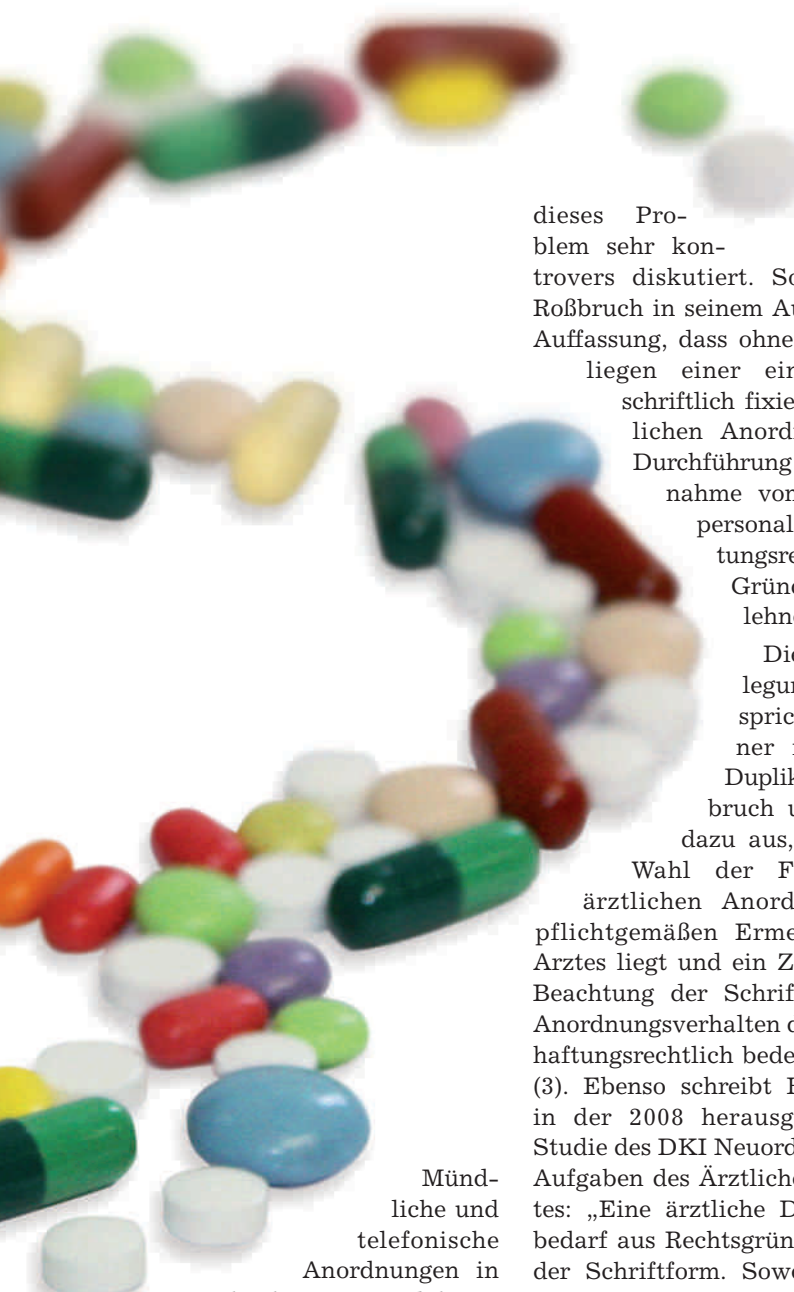 Münd-
liche und
telefonische
Anordnungen in
dieses Pro-
blem sehr kon-
trovers diskutiert. So
Roßbruch in seinem Au
Auffassung, dass ohne
liegen einer ein
schriftlich fixie
lichen Anord
Durchführung
nahme von
personal
tungsre
Gründ
lehn
Die
legun
spric
ner
Duplik
bruch u
dazu aus,
Wahl der F
ärztlichen Anord
pflichtgemäßen Erme
Arztes liegt und ein Z
Beachtung der Schrif
Anordnungsverhalten d
haftungsrechtlich bede
(3). Ebenso schreibt
in der 2008 herausg
Studie des DKI Neuord
Aufgaben des Ärztliche
tes: „Eine ärztliche D
bedarf aus Rechtsgrün
der Schriftform. Sow